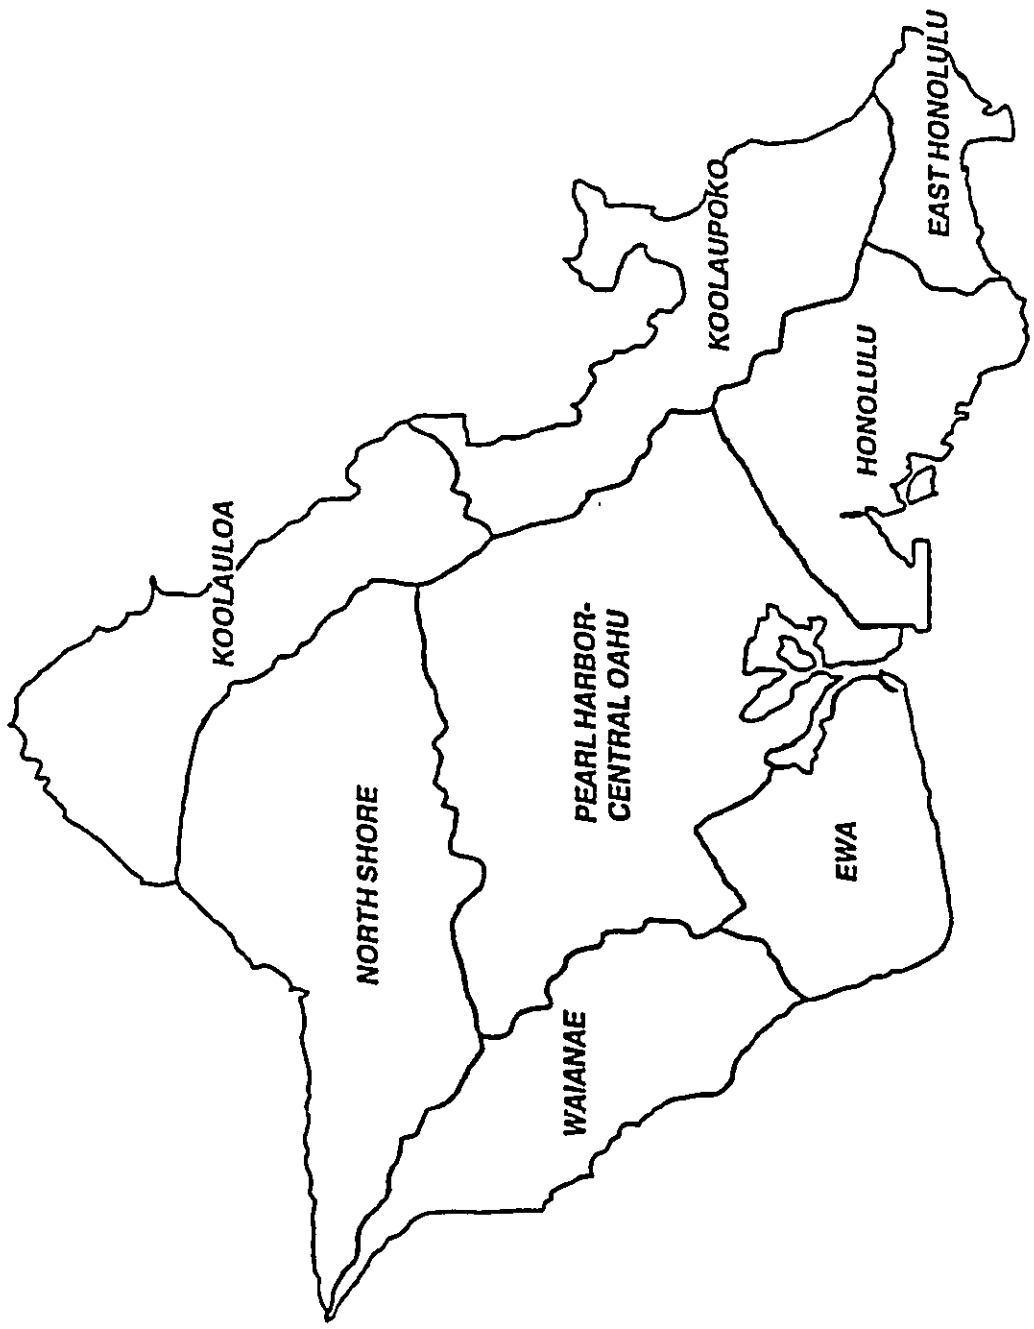 KOOLAULOA
NORTH SHORE
WAIANAE
PEARL HARBOR-
CENTRAL OAHU
KOOLAUPOKO
EWA
HONOLULU
EAST HONOLULU